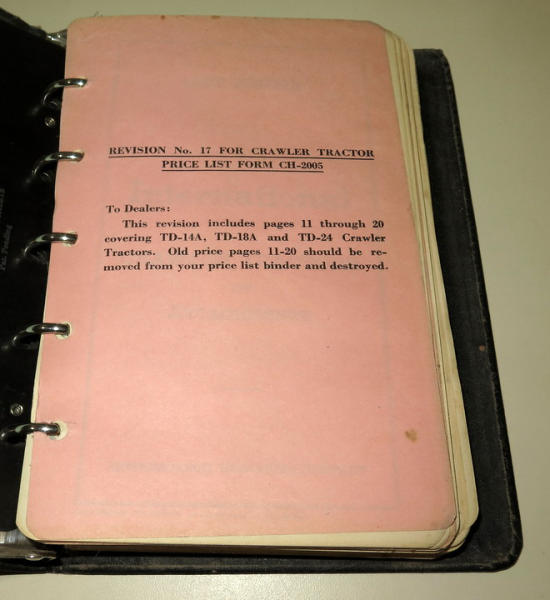 REVISION No. 17 FOR CRAWLER TRACTOR
PRICE LIST FORM CH-2005
To Dealers:
This revision includes pages 11 through 20
covering TD-14A, TD-18A and TD-24 Crawler
Tractors. Old price pages 11-20 should be re-
moved from your price list binder and destroyed.